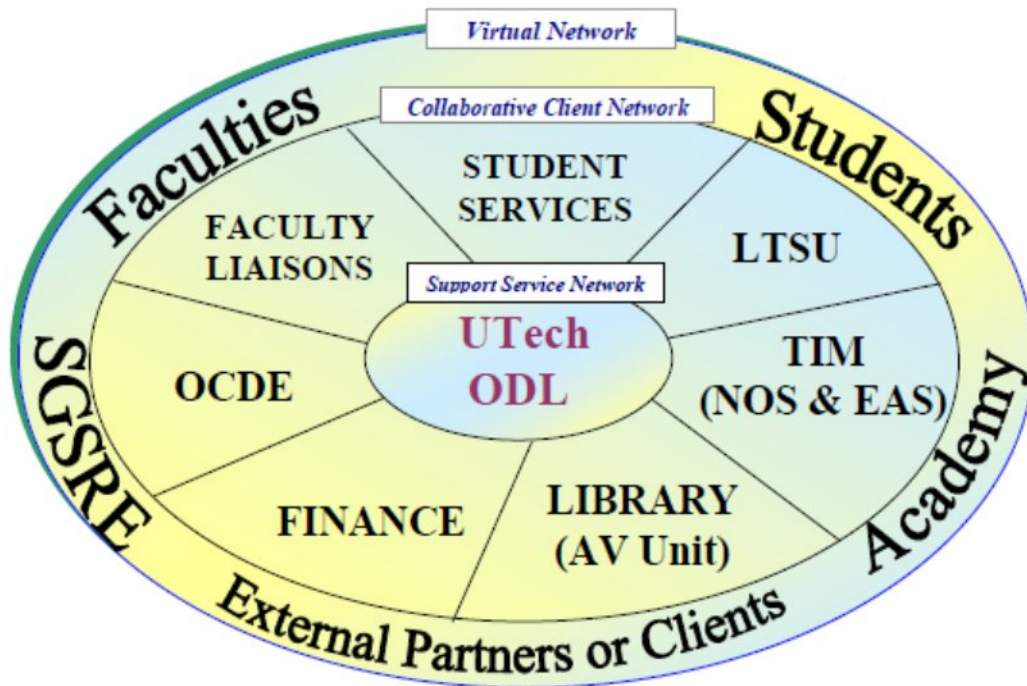 Virtual Network
Faculties
Students
Academy
External Partners or Clients
SGSRE
Collaborative Client Network
STUDENT
SERVICES
LTSU
TIM
(NOS & EAS)
LIBRARY
(AV Unit)
FINANCE
OCDE
FACULTY
LIAISONS
Support Service Network
UTech
ODL